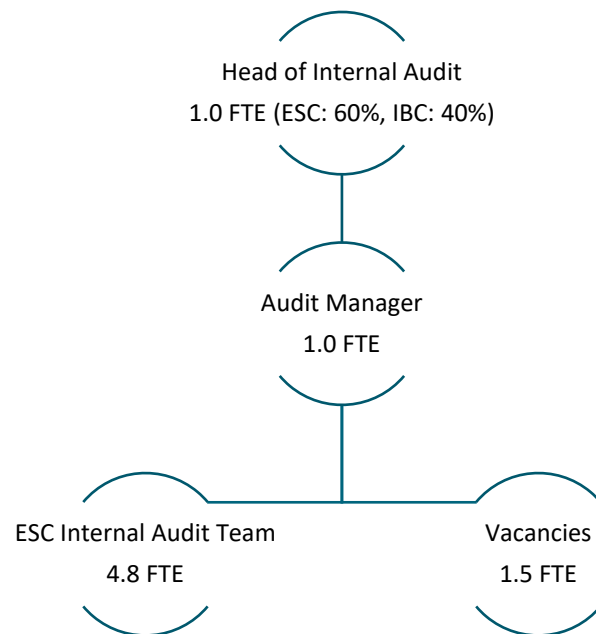 Head of Internal Audit
1.0 FTE (ESC: 60%, IBC: 40%)
Audit Manager
1.0 FTE
ESC Internal Audit Team
4.8 FTE
Vacancies
1.5 FTE